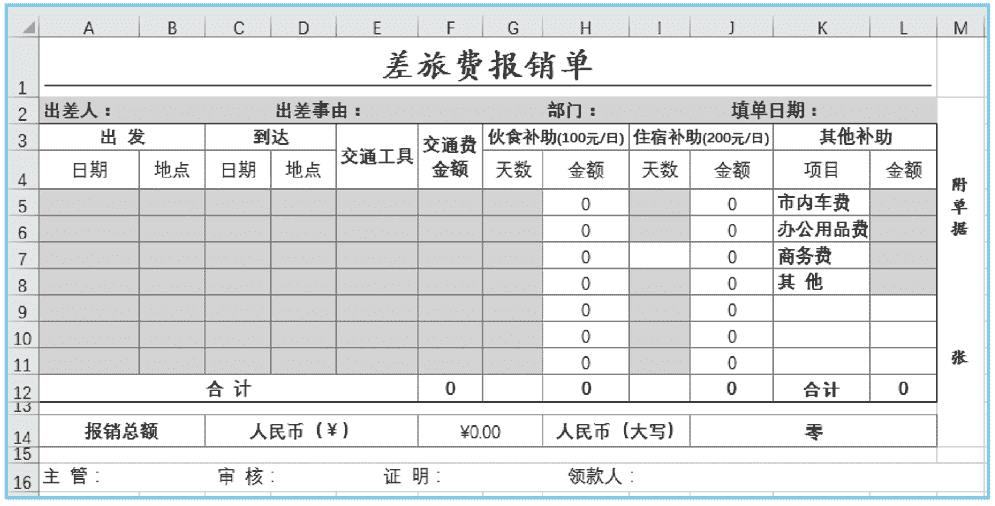 A B C D E F G H I J K L M
1 差旅费报销单
2 出差人： 出差事由： 部门： 填单日期：
3 出 发 到达 交通工具 交通费金额 伙食补助(100元/日) 住宿补助(200元/日) 其他补助
4 日期 地点 日期 地点 天数 金额 天数 金额 项目 金额
5 0 0 市内车费
6 0 0 办公用品费
7 0 0 商务费
8 0 0 其 他
9 0 0
10 0 0
11 0 0
12 合 计 0 0 0 合计 0
附单据 张
13
14 报销总额 人民币（¥） ¥0.00 人民币（大写） 零
15
16 主 管： 审 核： 证 明： 领款人：